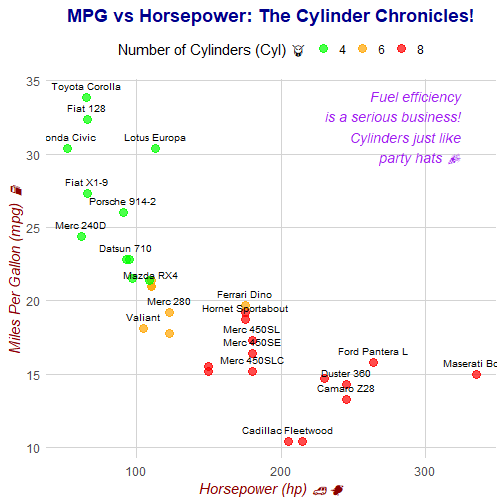 MPG vs Horsepower: The Cylinder Chronicles!
Number of Cylinders (Cyl) 4 6 8
Fuel efficiency
is a serious business!
Cylinders just like
party hats
Toyota Corolla
Fiat 128
onda Civic
Lotus Europa
Fiat X1-9
Porsche 914-2
Merc 240D
Datsun 710
Mazda RX4
Ferrari Dino
Merc 280
Hornet Sportabout
Valiant
Merc 450SL
Merc 450SE
Ford Pantera L
Merc 450SLC
Maserati Bo
Duster 360
Camaro Z28
Cadillac Fleetwood
35
30
25
20
15
10
Miles Per Gallon (mpg)
100
200
300
Horsepower (hp)